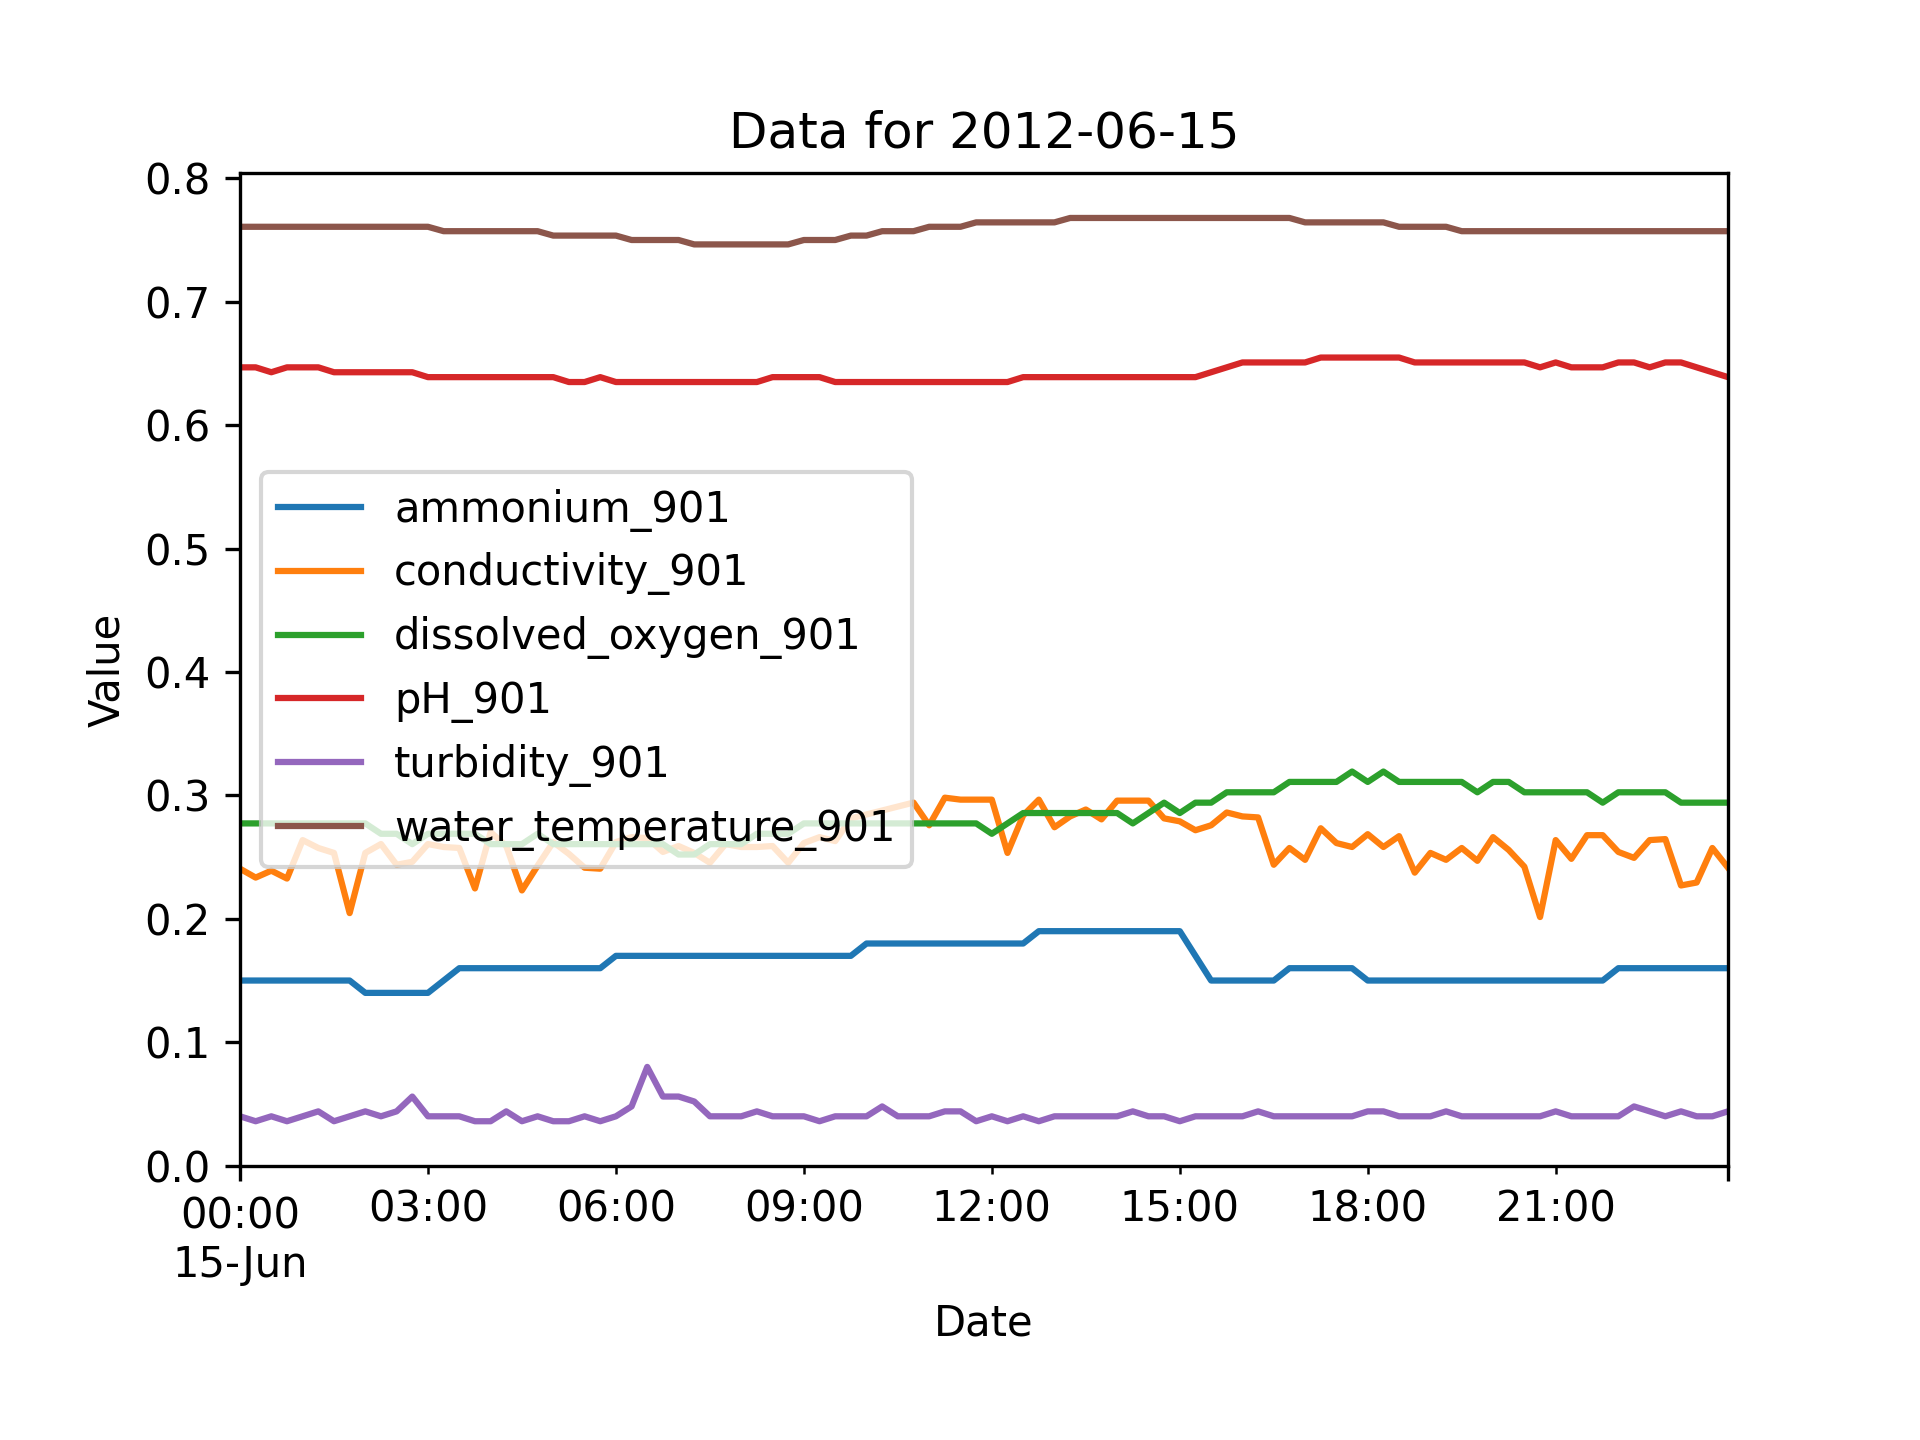 Data for 2012-06-15
0.8
0.7
0.6
0.5
0.4
0.3
0.2
0.1
0.0
Value
ammonium_901
conductivity_901
dissolved_oxygen_901
pH_901
turbidity_901
water_temperature_901
00:00 03:00 06:00 09:00 12:00 15:00 18:00 21:00
15-Jun
Date